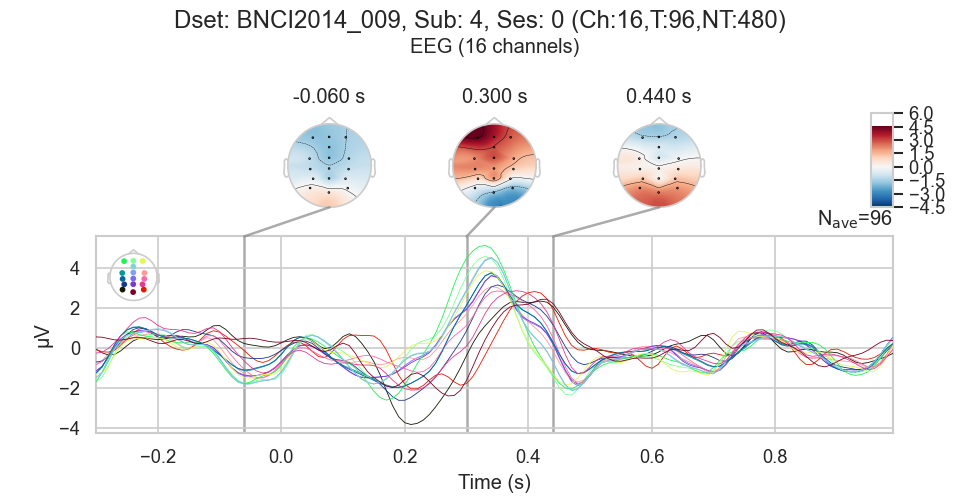 Dset: BNCI2014_009, Sub: 4, Ses: 0 (Ch:16,T:96,NT:480)
EEG (16 channels)
-0.060 s 0.300 s 0.440 s
6.0
4.5
3.0
1.5
0.0
−1.5
−3.0
−4.5
Nave=96
4
2
0
−2
−4
µV
−0.2 0.0 0.2 0.4 0.6 0.8
Time (s)